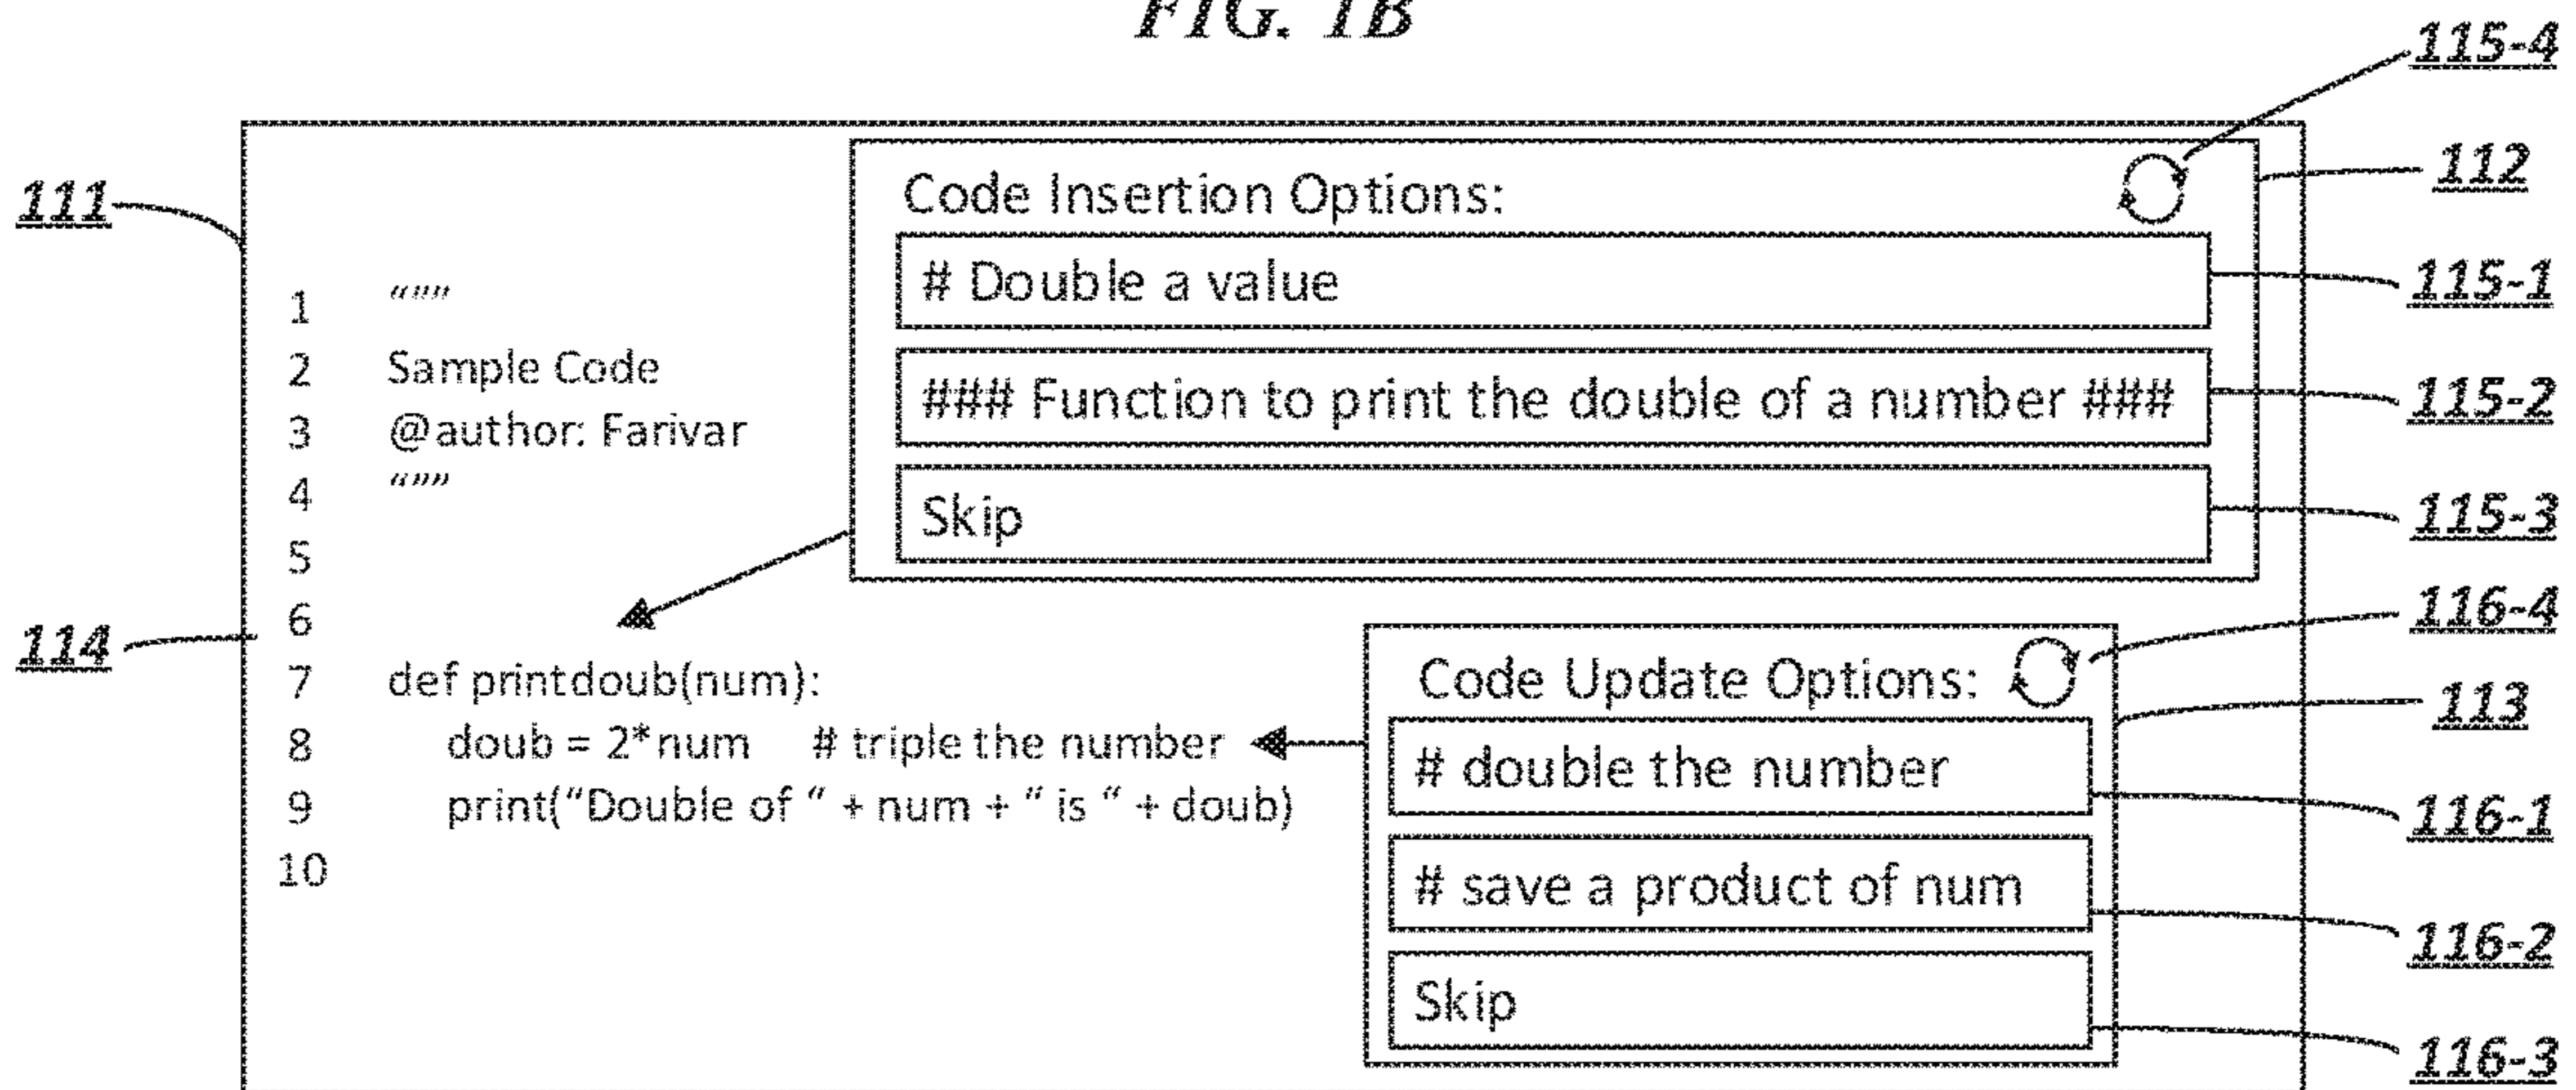 FIG. 1B
115-4
111
112
Code Insertion Options:
# Double a value
115-1
### Function to print the double of a number ###
115-2
Skip
115-3
1 “””
2 Sample Code
3 @author: Farivar
4 “””
5
6
7 def printdoub(num):
8 doub = 2*num # triple the number
9 print(“Double of “ + num + “ is “ + doub)
10
114
116-4
Code Update Options:
113
# double the number
116-1
# save a product of num
116-2
Skip
116-3